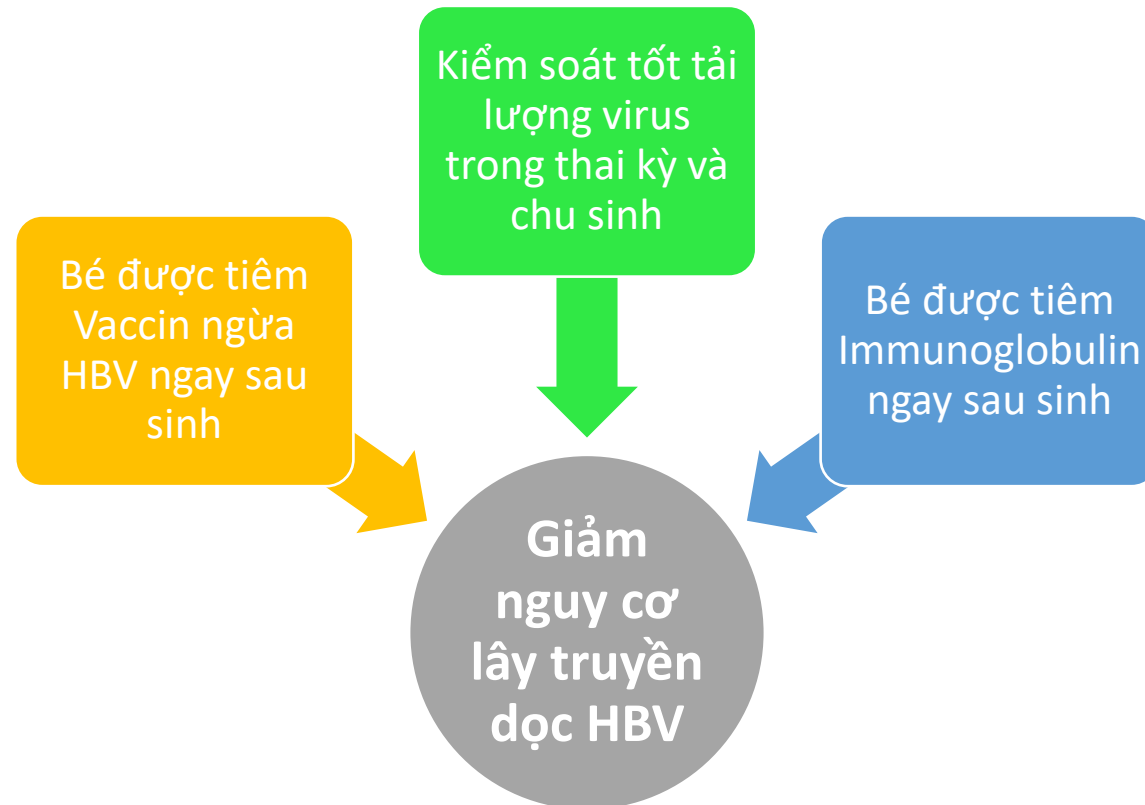 Kiểm soát tốt tải
lượng virus
trong thai kỳ và
chu sinh
Bé được tiêm
Vaccin ngừa
HBV ngay sau
sinh
Bé được tiêm
Immunoglobulin
ngay sau sinh
Giảm
nguy cơ
lây truyền
dọc HBV